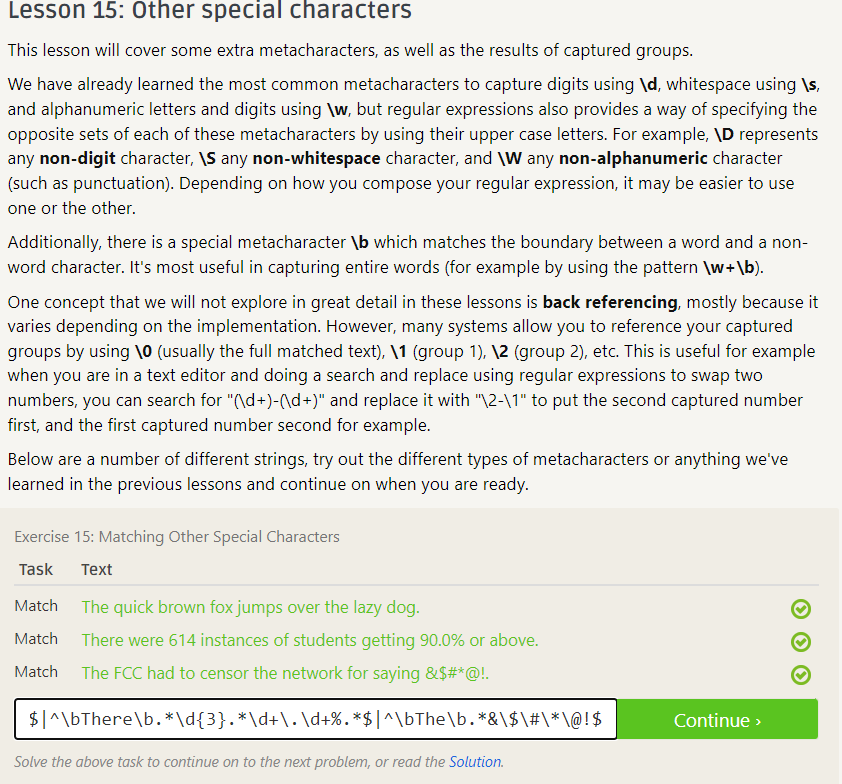 Lesson 15: Other special characters
This lesson will cover some extra metacharacters, as well as the results of captured groups.
We have already learned the most common metacharacters to capture digits using \d, whitespace using \s,
and alphanumeric letters and digits using \w, but regular expressions also provides a way of specifying the
opposite sets of each of these metacharacters by using their upper case letters. For example, \D represents
any non-digit character, \S any non-whitespace character, and \W any non-alphanumeric character
(such as punctuation). Depending on how you compose your regular expression, it may be easier to use
one or the other.
Additionally, there is a special metacharacter \b which matches the boundary between a word and a non-
word character. It's most useful in capturing entire words (for example by using the pattern \w+\b).
One concept that we will not explore in great detail in these lessons is back referencing, mostly because it
varies depending on the implementation. However, many systems allow you to reference your captured
groups by using \0 (usually the full matched text), \1 (group 1), \2 (group 2), etc. This is useful for example
when you are in a text editor and doing a search and replace using regular expressions to swap two
numbers, you can search for "(\d+)-(\d+)" and replace it with "\2-\1" to put the second captured number
first, and the first captured number second for example.
Below are a number of different strings, try out the different types of metacharacters or anything we've
learned in the previous lessons and continue on when you are ready.
Exercise 15: Matching Other Special Characters
Task Text
Match The quick brown fox jumps over the lazy dog.
Match There were 614 instances of students getting 90.0% or above.
Match The FCC had to censor the network for saying &$#*@!.
$|^\bThere\b.*\d{3}.*\d+\.\d+%.*$|^\bThe\b.*&\$\#\*\@!$ Continue ›
Solve the above task to continue on to the next problem, or read the Solution.